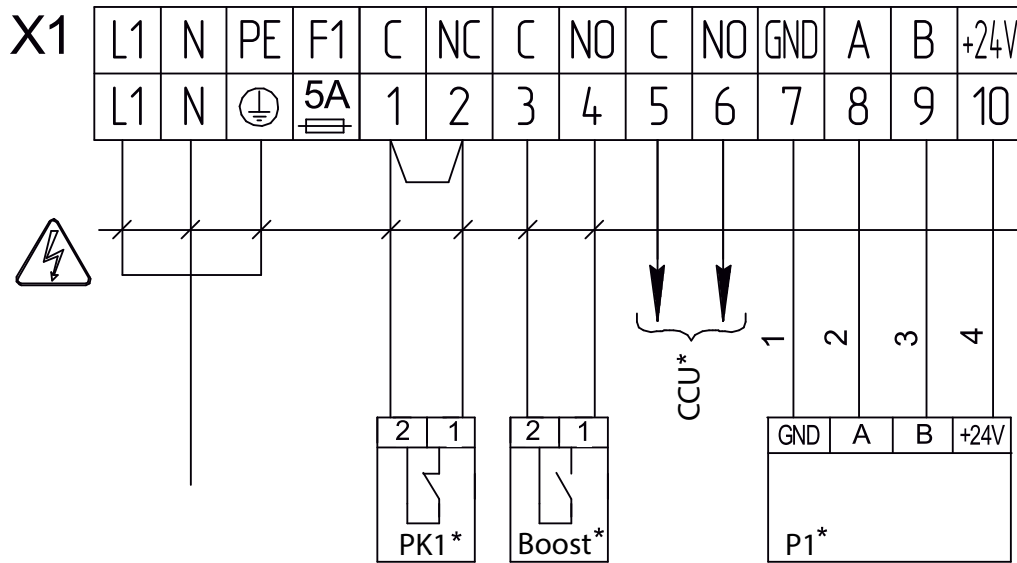 X1 L1 N PE F1 C NC C NO C NO GND A B +24V
L1 N 5A 1 2 3 4 5 6 7 8 9 10
1 2 3 4
CCU*
2 1 2 1 GND A B +24V
PK1* Boost* P1*